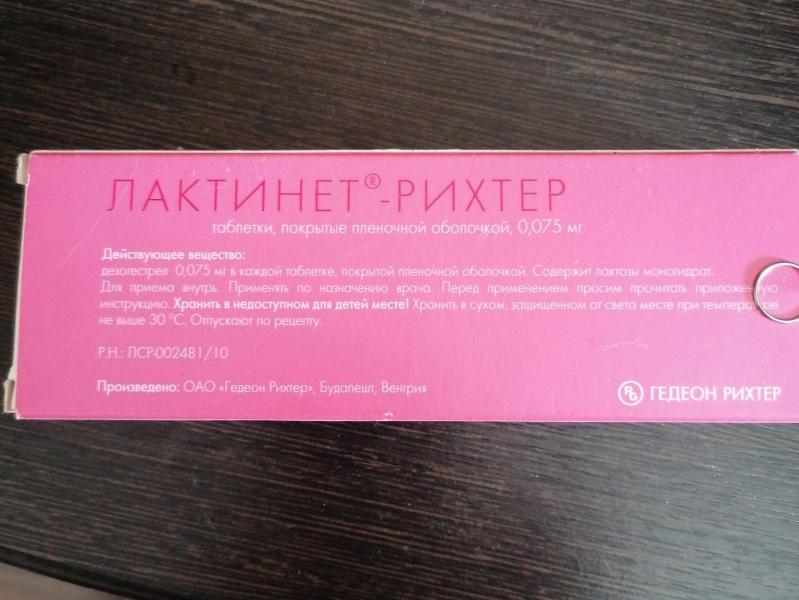 ЛАКТИНЕТ®-РИХТЕР
таблетки, покрытые пленочной оболочкой, 0,075 мг
Действующее вещество:
дезогестрел 0,075 мг в каждой таблетке, покрытой пленочной оболочкой. Содержит лактозы моногидрат.
Для приема внутрь. Применять по назначению врача. Перед применением просим прочитать приложенную
инструкцию. Хранить в недоступном для детей месте! Хранить в сухом, защищенном от света месте при температуре
не выше 30 °C. Отпускают по рецепту.
Р.Н.: ЛСР-002481/10
Произведено: ОАО «Гедеон Рихтер», Будапешт, Венгрия
RG ГЕДЕОН РИХТЕР